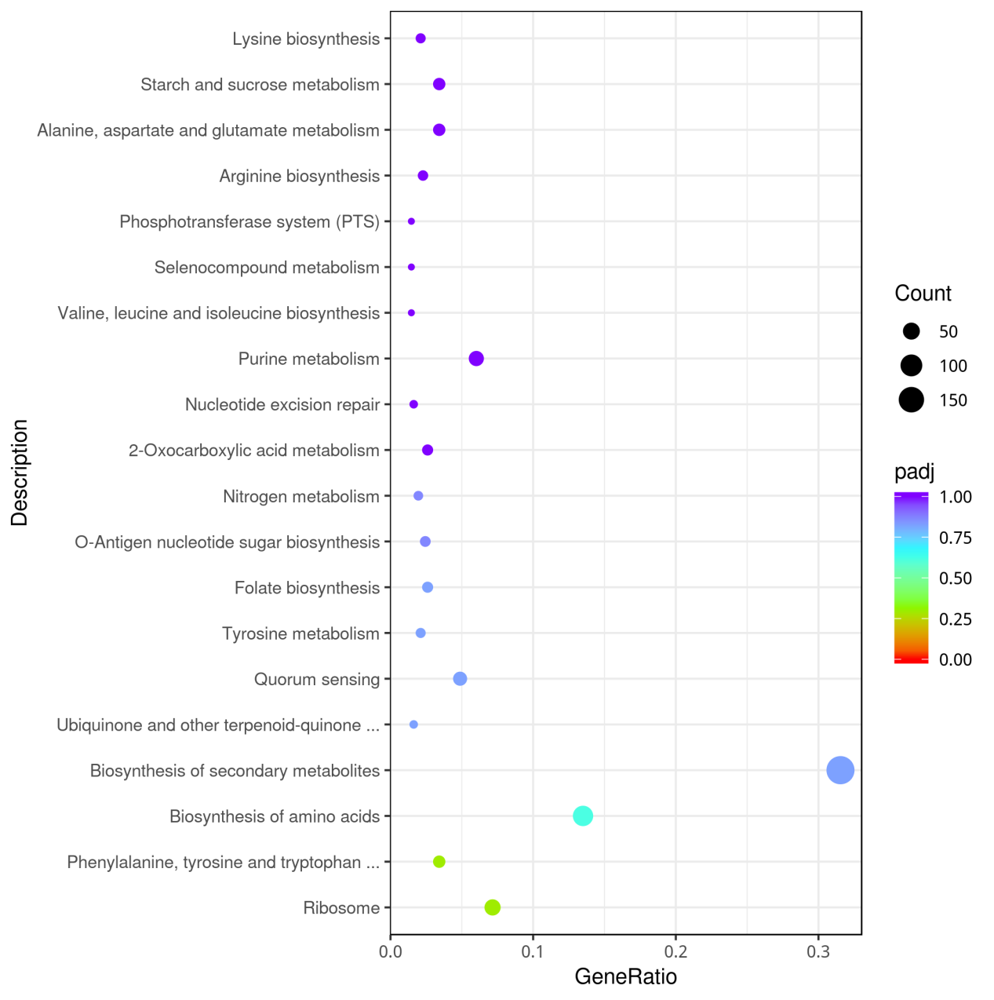 Lysine biosynthesis
Starch and sucrose metabolism
Alanine, aspartate and glutamate metabolism
Arginine biosynthesis
Phosphotransferase system (PTS)
Selenocompound metabolism
Valine, leucine and isoleucine biosynthesis
Purine metabolism
Nucleotide excision repair
2-Oxocarboxylic acid metabolism
Nitrogen metabolism
O-Antigen nucleotide sugar biosynthesis
Folate biosynthesis
Tyrosine metabolism
Quorum sensing
Ubiquinone and other terpenoid-quinone ...
Biosynthesis of secondary metabolites
Biosynthesis of amino acids
Phenylalanine, tyrosine and tryptophan ...
Ribosome
Description
0.0 0.1 0.2 0.3
GeneRatio
Count
50
100
150
padj
1.00
0.75
0.50
0.25
0.00